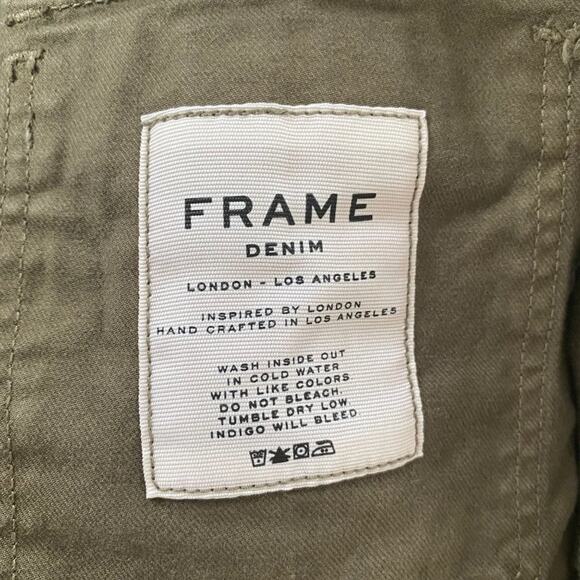 FRAME
DENIM
LONDON - LOS ANGELES
INSPIRED BY LONDON
HAND CRAFTED IN LOS ANGELES
WASH INSIDE OUT
IN COLD WATER
WITH LIKE COLORS
DO NOT BLEACH.
TUMBLE DRY LOW.
INDIGO WILL BLEED.